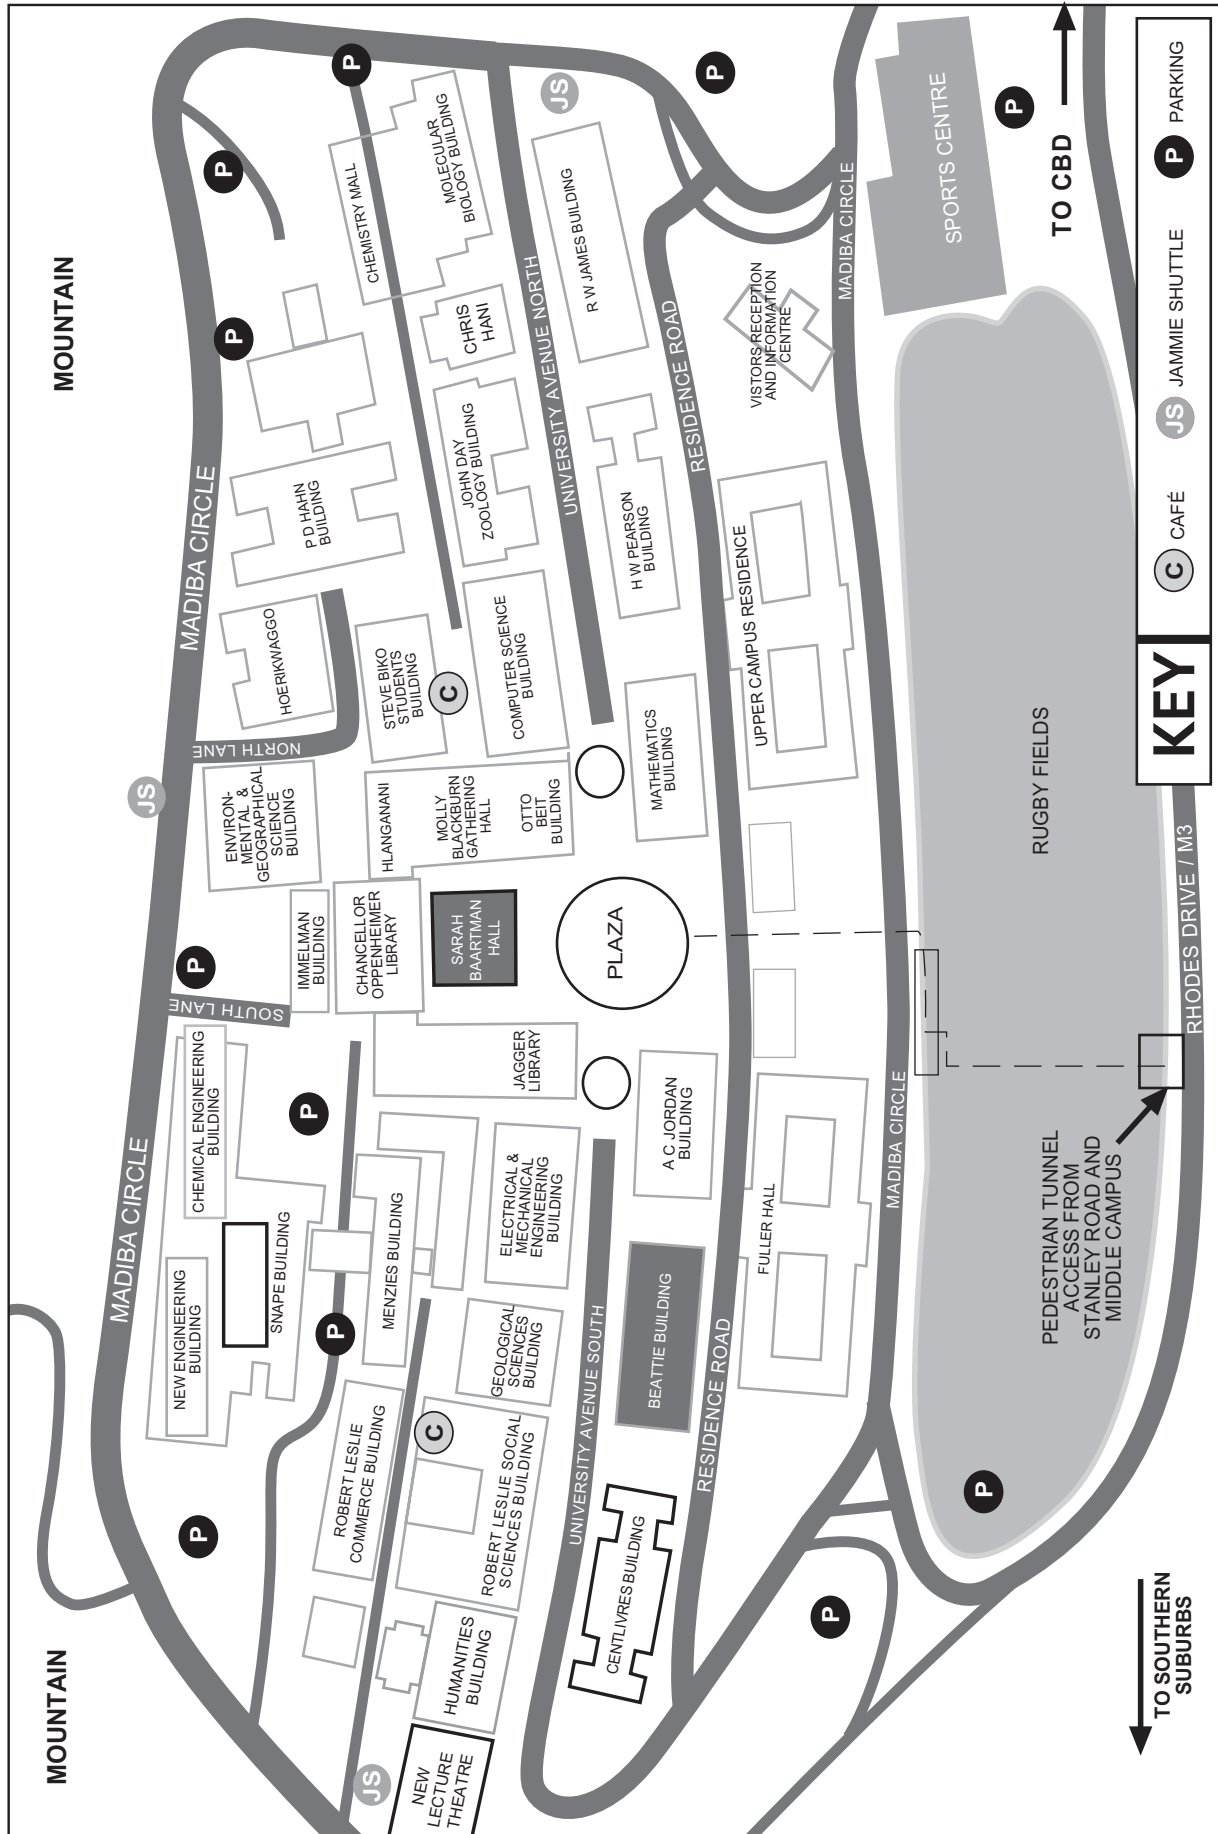 MOUNTAIN
MOUNTAIN
MADIBA CIRCLE
MADIBA CIRCLE
P
P
P
P
P
P
P
P
P
P
P
P
JS
JS
JS
C
C
NEW ENGINEERING
BUILDING
CHEMICAL ENGINEERING
BUILDING
SNAPE BUILDING
SOUTH LANE
IMMELMAN
BUILDING
ENVIRON-
MENTAL &
GEOGRAPHICAL
SCIENCE
BUILDING
NORTH LANE
HOERIKWAGGO
P D HAHN
BUILDING
CHEMISTRY MALL
MOLECULAR
BIOLOGY BUILDING
CHRIS
HANI
JOHN DAY
ZOOLOGY BUILDING
STEVE BIKO
STUDENTS
BUILDING
COMPUTER SCIENCE
BUILDING
HLANGANANI
MOLLY
BLACKBURN
GATHERING
HALL
OTTO
BEIT
BUILDING
CHANCELLOR
OPPENHEIMER
LIBRARY
SARAH
BAARTMAN
HALL
JAGGER
LIBRARY
MENZIES BUILDING
ELECTRICAL &
MECHANICAL
ENGINEERING
BUILDING
GEOLOGICAL
SCIENCES
BUILDING
ROBERT LESLIE
COMMERCE BUILDING
ROBERT LESLIE SOCIAL
SCIENCES BUILDING
HUMANITIES
BUILDING
NEW
LECTURE
THEATRE
UNIVERSITY AVENUE SOUTH
UNIVERSITY AVENUE NORTH
R W JAMES BUILDING
H W PEARSON
BUILDING
MATHEMATICS
BUILDING
PLAZA
A C JORDAN
BUILDING
BEATTIE BUILDING
CENTLIVRES BUILDING
RESIDENCE ROAD
RESIDENCE ROAD
FULLER HALL
UPPER CAMPUS RESIDENCE
VISTORS RECEPTION
AND INFORMATION
CENTRE
MADIBA CIRCLE
MADIBA CIRCLE
SPORTS CENTRE
RUGBY FIELDS
PEDESTRIAN TUNNEL
ACCESS FROM
STANLEY ROAD AND
MIDDLE CAMPUS
RHODES DRIVE / M3
TO SOUTHERN
SUBURBS
TO CBD
KEY
C CAFÉ
JS JAMMIE SHUTTLE
P PARKING